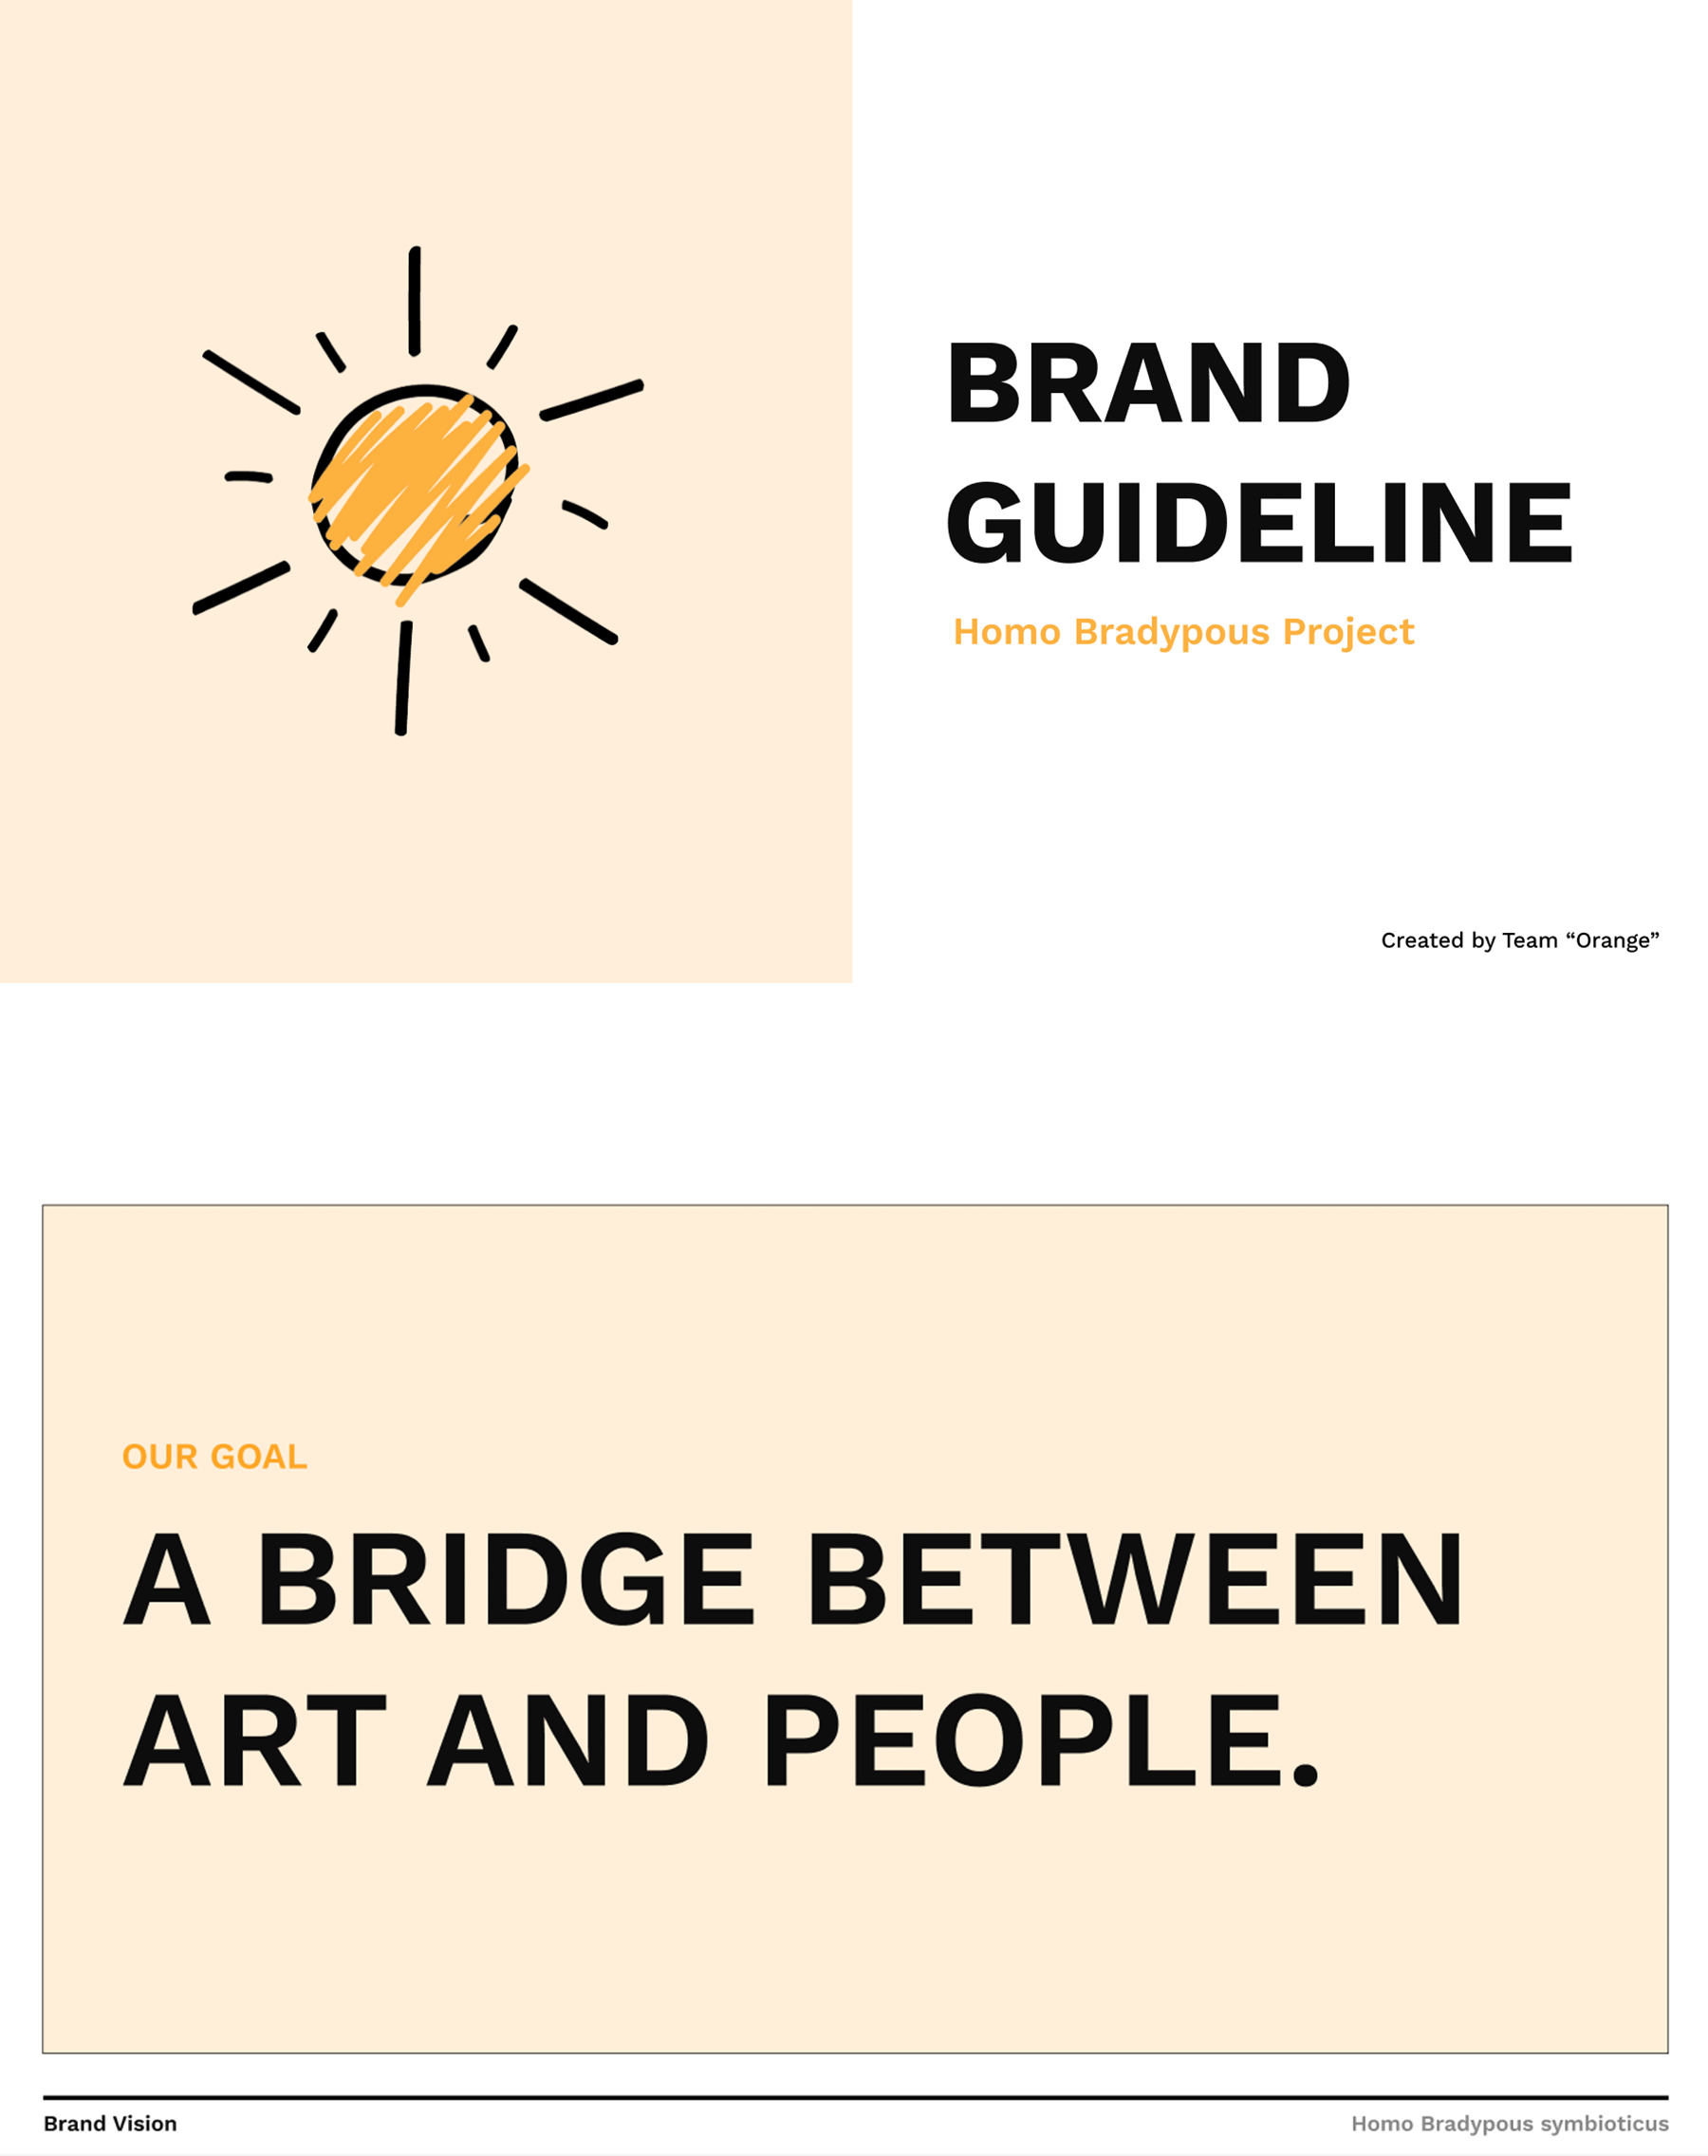 BRAND
GUIDELINE
Homo Bradypous Project
Created by Team “Orange”
OUR GOAL
A BRIDGE BETWEEN
ART AND PEOPLE.
Brand Vision
Homo Bradypous symbioticus